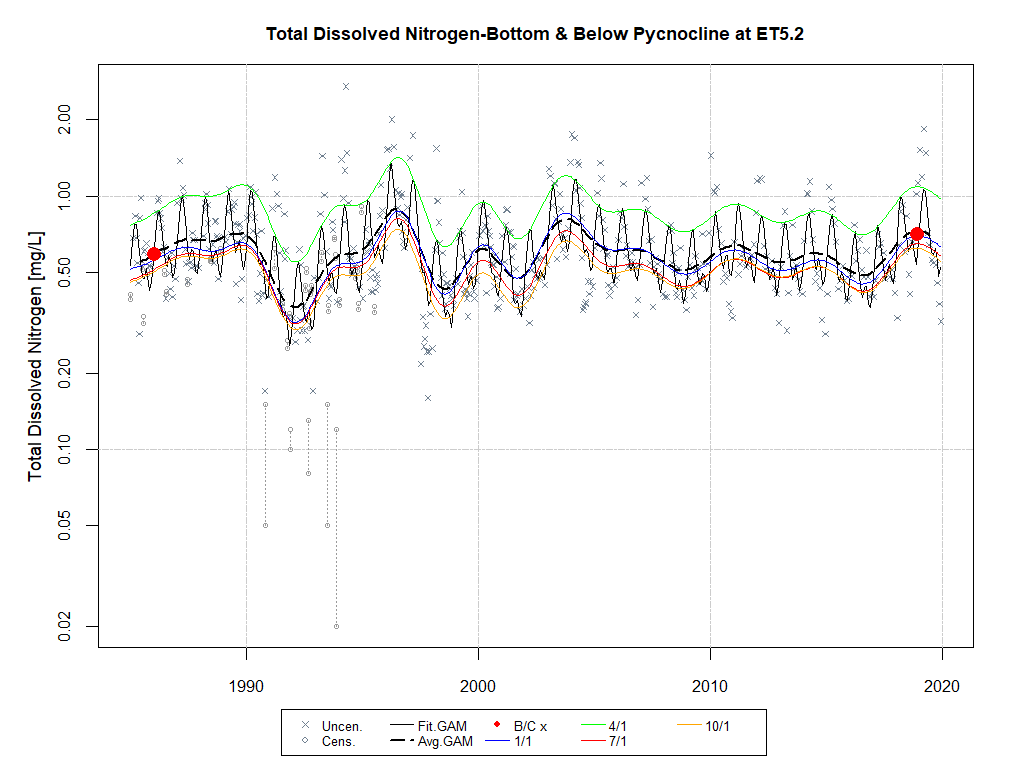 Total Dissolved Nitrogen-Bottom & Below Pycnocline at ET5.2
Total Dissolved Nitrogen [mg/L]
2.00
1.00
0.50
0.20
0.10
0.05
0.02
1990 2000 2010 2020
Uncen. Fit.GAM B/C x 4/1 10/1
Cens. Avg.GAM 1/1 7/1